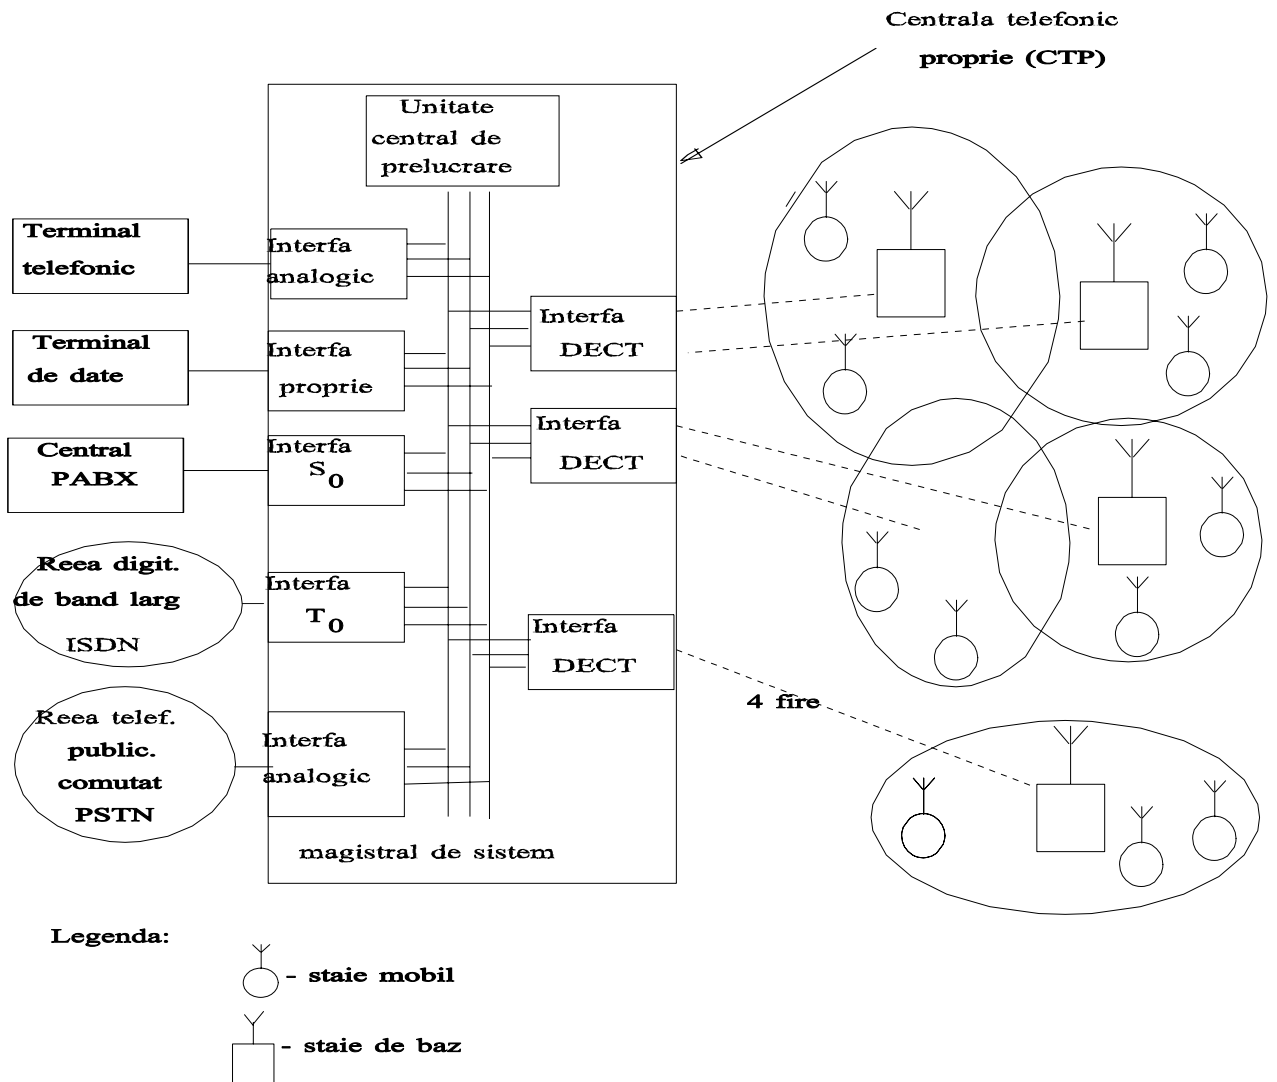 Centrala telefonic
proprie (CTP)
Unitate
central de
prelucrare
Terminal
telefonic
Interfa
analogic
Interfa
DECT
Terminal
de date
Interfa
proprie
Central
PABX
Interfa
S0
Interfa
DECT
Reea digit.
de band larg
ISDN
Interfa
T0
Interfa
DECT
4 fire
Reea telef.
public.
comutat
PSTN
Interfa
analogic
magistral de sistem
Legenda:
- staie mobil
- staie de baz